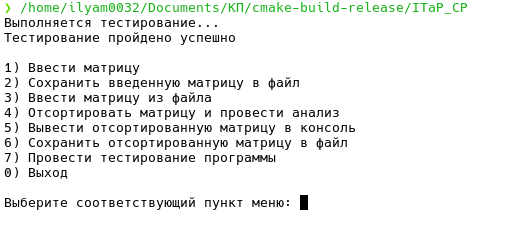 ❯ /home/ilyam0032/Documents/КП/cmake-build-release/ITaP_CP
Выполняется тестирование...
Тестирование пройдено успешно
1) Ввести матрицу
2) Сохранить введенную матрицу в файл
3) Ввести матрицу из файла
4) Отсортировать матрицу и провести анализ
5) Вывести отсортированную матрицу в консоль
6) Сохранить отсортированную матрицу в файл
7) Провести тестирование программы
0) Выход
Выберите соответствующий пункт меню: